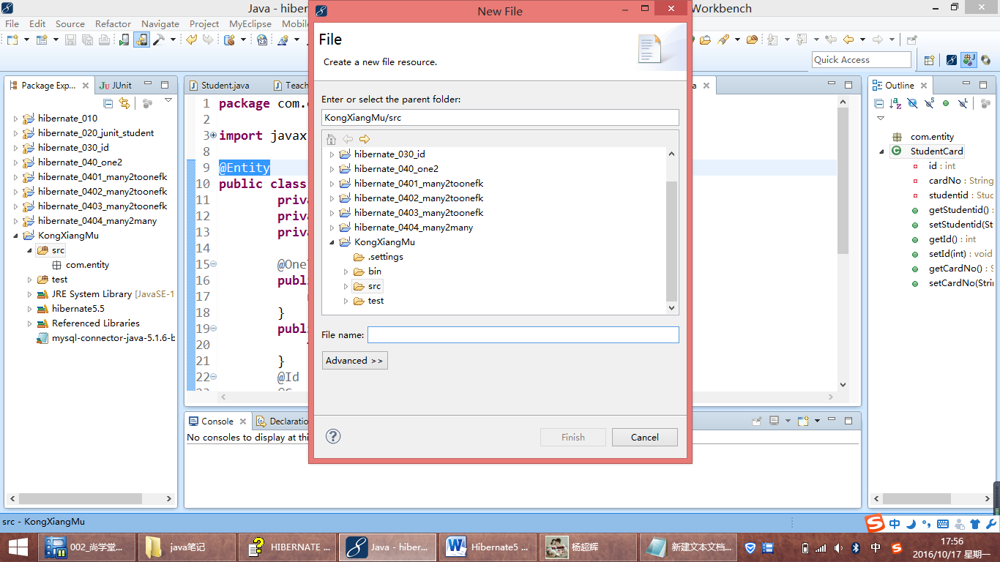 Java - hiber
Workbench
New File
File Edit Source Refactor Navigate Project MyEclipse Mobil
Quick Access
File
Create a new file resource.
Enter or select the parent folder:
KongXiangMu/src
hibernate_030_id
hibernate_040_one2
hibernate_0401_many2toonefk
hibernate_0402_many2toonefk
hibernate_0403_many2toonefk
hibernate_0404_many2many
KongXiangMu
.settings
bin
src
test
File name:
Advanced >>
Finish
Cancel
Package Exp...
JUnit
hibernate_010
hibernate_020_junit_student
hibernate_030_id
hibernate_040_one2
hibernate_0401_many2toonefk
hibernate_0402_many2toonefk
hibernate_0403_many2toonefk
hibernate_0404_many2many
KongXiangMu
src
com.entity
test
JRE System Library [JavaSE-1
hibernate5.5
Referenced Libraries
mysql-connector-java-5.1.6-b
Student.java
Teach
a
1 package com.
2
3 import javax
8
9 @Entity
10 public class
11 priva
12 priva
13 priva
14
15 @One
16 publi
17
18 }
19 publi
20
21 }
22 @Id
Outline
com.entity
StudentCard
id : int
cardNo : String
studentid : Stud
getStudentid() :
setStudentid(St
getId() : int
setId(int) : void
getCardNo() : S
setCardNo(Strin
Console
Declaratio
No consoles to display at thi
src - KongXiangMu
中
002_尚学堂...
java笔记
HIBERNATE ...
Java - hiber...
Hibernate5 ...
杨超辉
新建文本文档...
中
17:56
2016/10/17 星期一